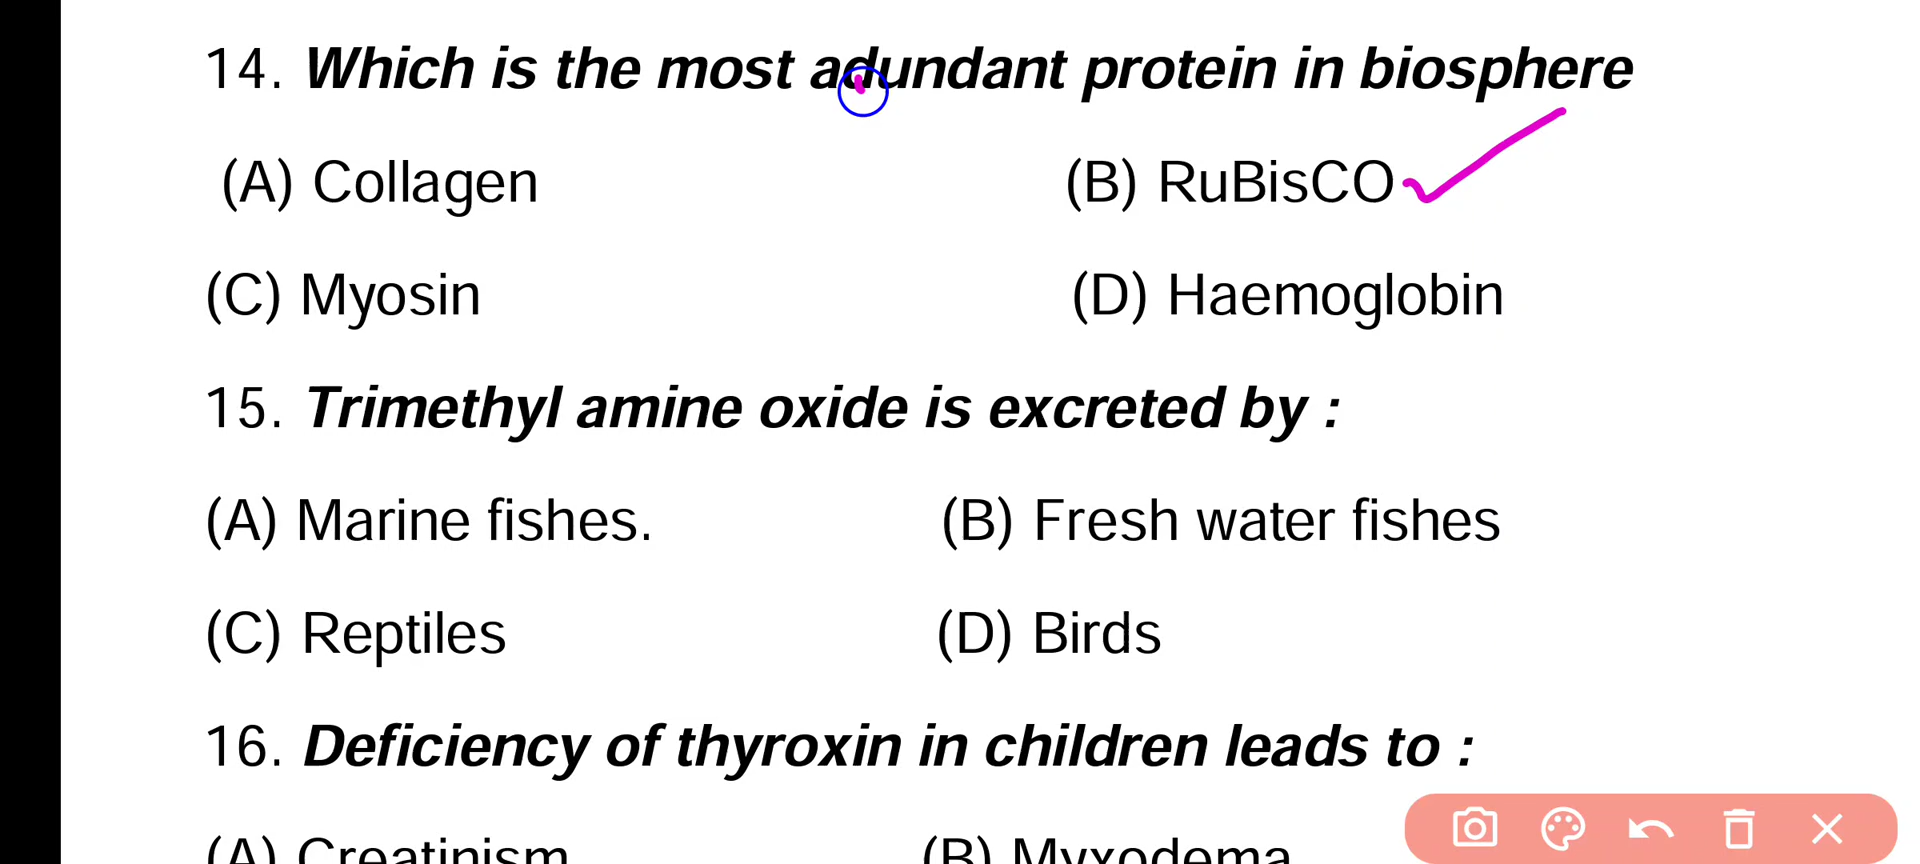 14. Which is the most adundant protein in biosphere
(A) Collagen (B) RuBisCO
(C) Myosin (D) Haemoglobin
15. Trimethyl amine oxide is excreted by :
(A) Marine fishes. (B) Fresh water fishes
(C) Reptiles (D) Birds
16. Deficiency of thyroxin in children leads to :
(A) Creatinism (B) Myxodema